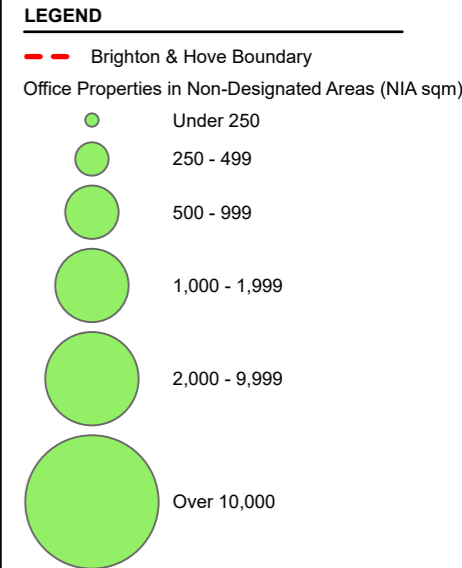 LEGEND
Brighton & Hove Boundary
Office Properties in Non-Designated Areas (NIA sqm)
Under 250
250 - 499
500 - 999
1,000 - 1,999
2,000 - 9,999
Over 10,000